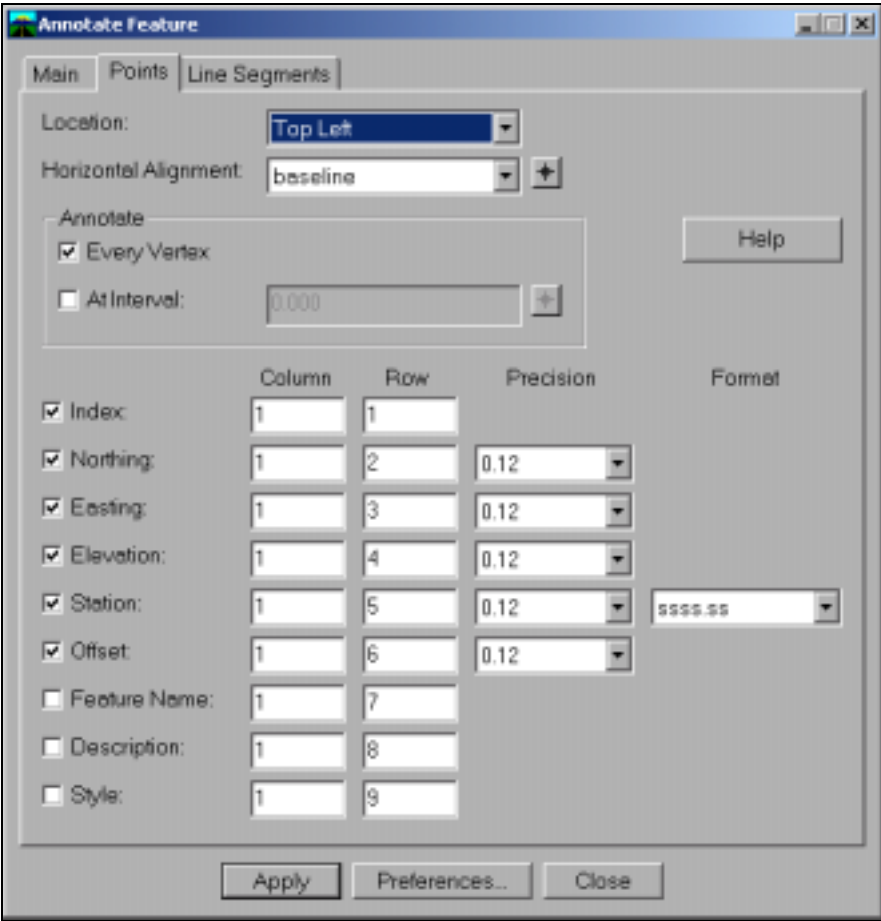 Annotate Feature
Main Points Line Segments
Location: Top Left
Horizontal Alignment: baseline
Annotate
Every Vertex
Help
At Interval: 0.000
Column Row Precision Format
Index: 1 1
Northing: 1 2 0.12
Easting: 1 3 0.12
Elevation: 1 4 0.12
Station: 1 5 0.12 ssss.ss
Offset: 1 6 0.12
Feature Name: 1 7
Description: 1 8
Style: 1 9
Apply Preferences... Close